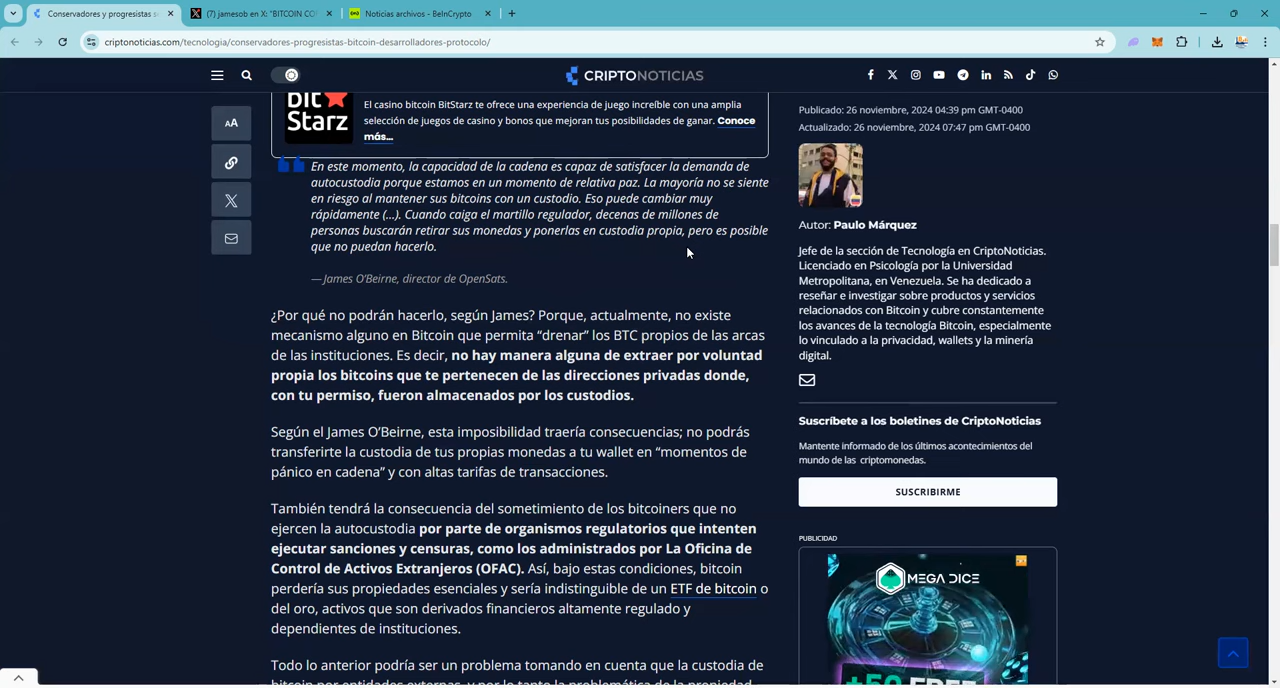 Conservadores y progresistas se
(7) jamesob en X: "BITCOIN CO
Noticias archivos - BeInCrypto
criptonoticias.com/tecnologia/conservadores-progresistas-bitcoin-desarrolladores-protocolo/
CRIPTONOTICIAS
AA
bit
Starz
El casino bitcoin BitStarz te ofrece una experiencia de juego increíble con una amplia
selección de juegos de casino y bonos que mejoran tus posibilidades de ganar. Conoce
más...
En este momento, la capacidad de la cadena es capaz de satisfacer la demanda de
autocustodia porque estamos en un momento de relativa paz. La mayoría no se siente
en riesgo al mantener sus bitcoins con un custodio. Eso puede cambiar muy
rápidamente (...). Cuando caiga el martillo regulador, decenas de millones de
personas buscarán retirar sus monedas y ponerlas en custodia propia, pero es posible
que no puedan hacerlo.
— James O'Beirne, director de OpenSats.
¿Por qué no podrán hacerlo, según James? Porque, actualmente, no existe
mecanismo alguno en Bitcoin que permita “drenar” los BTC propios de las arcas
de las instituciones. Es decir, no hay manera alguna de extraer por voluntad
propia los bitcoins que te pertenecen de las direcciones privadas donde,
con tu permiso, fueron almacenados por los custodios.
Según el James O'Beirne, esta imposibilidad traería consecuencias; no podrás
transferirte la custodia de tus propias monedas a tu wallet en “momentos de
pánico en cadena” y con altas tarifas de transacciones.
También tendrá la consecuencia del sometimiento de los bitcoiners que no
ejercen la autocustodia por parte de organismos regulatorios que intenten
ejecutar sanciones y censuras, como los administrados por La Oficina de
Control de Activos Extranjeros (OFAC). Así, bajo estas condiciones, bitcoin
perdería sus propiedades esenciales y sería indistinguible de un ETF de bitcoin o
del oro, activos que son derivados financieros altamente regulado y
dependientes de instituciones.
Todo lo anterior podría ser un problema tomando en cuenta que la custodia de
bitcoin por entidades externas, y por lo tanto la problemática de la propiedad
Publicado: 26 noviembre, 2024 04:39 pm GMT-0400
Actualizado: 26 noviembre, 2024 07:47 pm GMT-0400
Autor: Paulo Márquez
Jefe de la sección de Tecnología en CriptoNoticias.
Licenciado en Psicología por la Universidad
Metropolitana, en Venezuela. Se ha dedicado a
reseñar e investigar sobre productos y servicios
relacionados con Bitcoin y cubre constantemente
los avances de la tecnología Bitcoin, especialmente
lo vinculado a la privacidad, wallets y la minería
digital.
Suscríbete a los boletines de CriptoNoticias
Mantente informado de los últimos acontecimientos del
mundo de las criptomonedas.
SUSCRIBIRME
PUBLICIDAD
MEGA DICE
+50 FREE